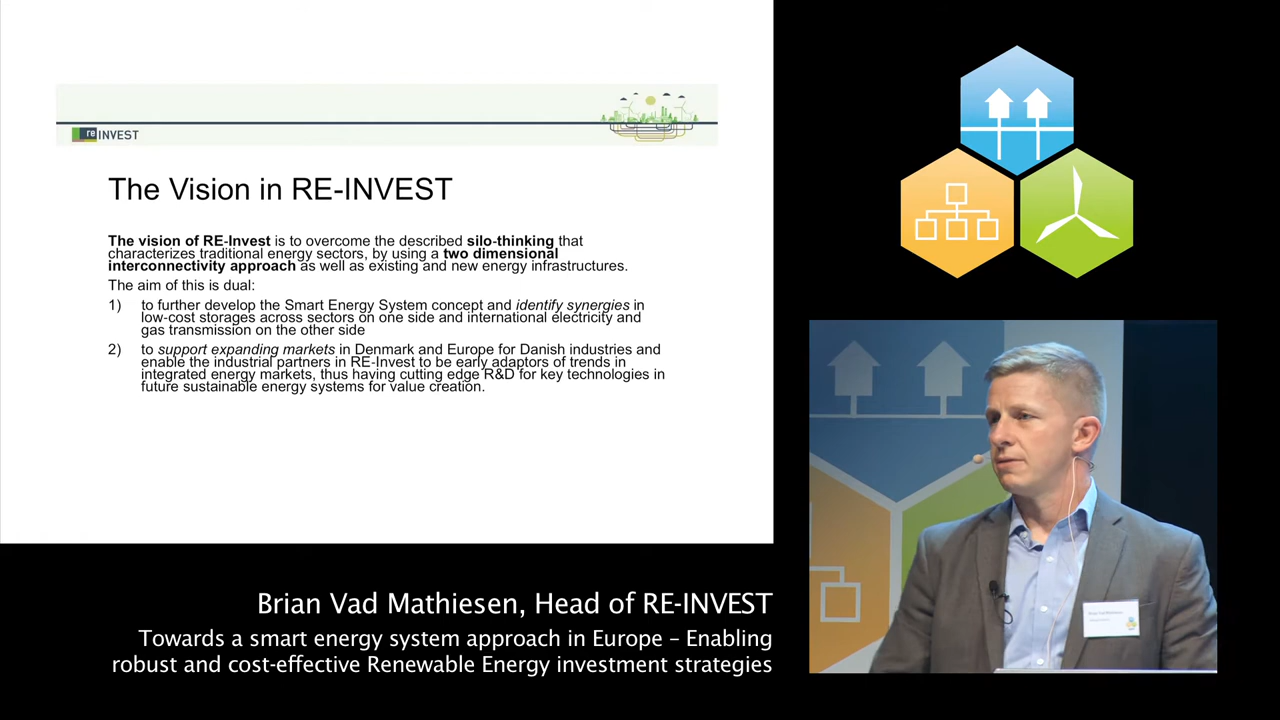 re INVEST
The Vision in RE-INVEST
The vision of RE-Invest is to overcome the described silo-thinking that
characterizes traditional energy sectors, by using a two dimensional
interconnectivity approach as well as existing and new energy infrastructures.
The aim of this is dual:
1) to further develop the Smart Energy System concept and identify synergies in
low-cost storages across sectors on one side and international electricity and
gas transmission on the other side
2) to support expanding markets in Denmark and Europe for Danish industries and
enable the industrial partners in RE-Invest to be early adaptors of trends in
integrated energy markets, thus having cutting edge R&D for key technologies in
future sustainable energy systems for value creation.
Brian Vad Mathiesen, Head of RE-INVEST
Towards a smart energy system approach in Europe – Enabling
robust and cost-effective Renewable Energy investment strategies